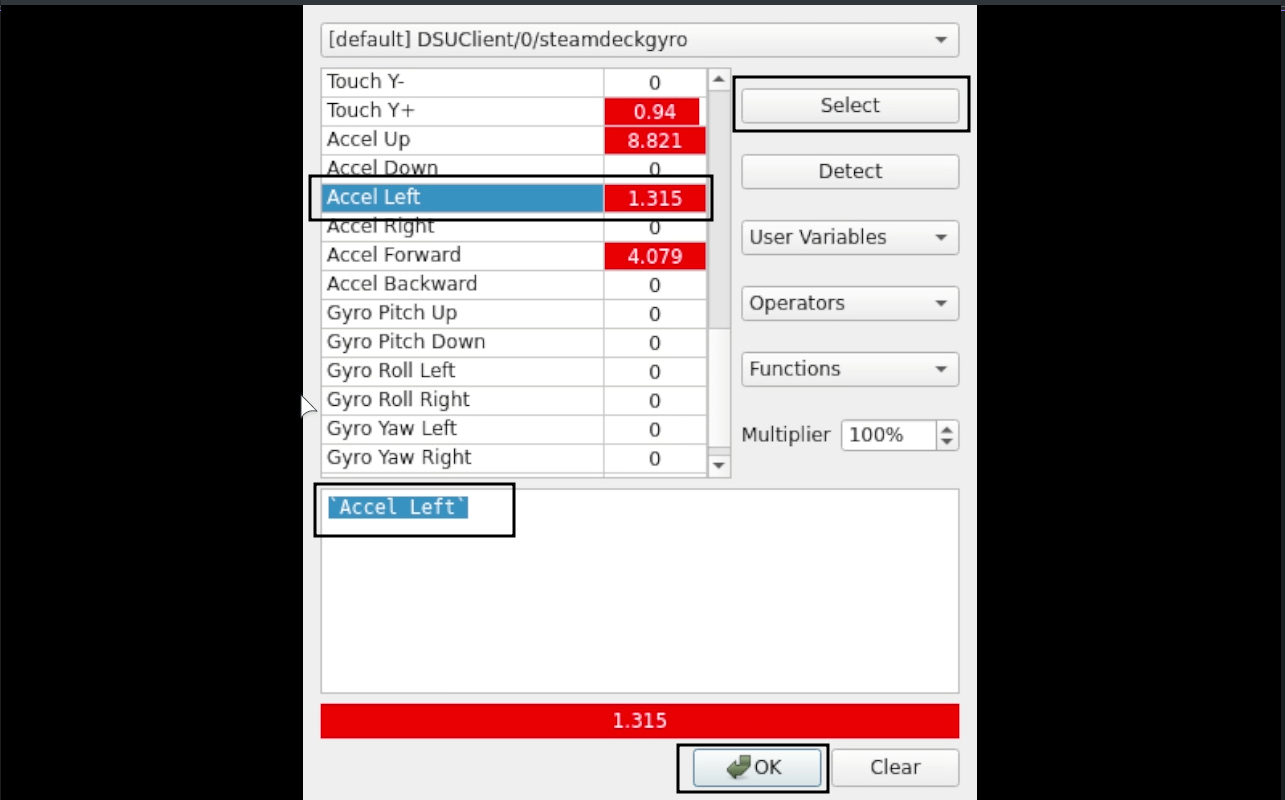 [default] DSUClient/0/steamdeckgyro
Touch Y- 0
Touch Y+ 0.94
Accel Up 8.821
Accel Down 0
Accel Left 1.315
Accel Right 0
Accel Forward 4.079
Accel Backward 0
Gyro Pitch Up 0
Gyro Pitch Down 0
Gyro Roll Left 0
Gyro Roll Right 0
Gyro Yaw Left 0
Gyro Yaw Right 0
Select
Detect
User Variables
Operators
Functions
Multiplier 100%
`Accel Left`
1.315
OK
Clear